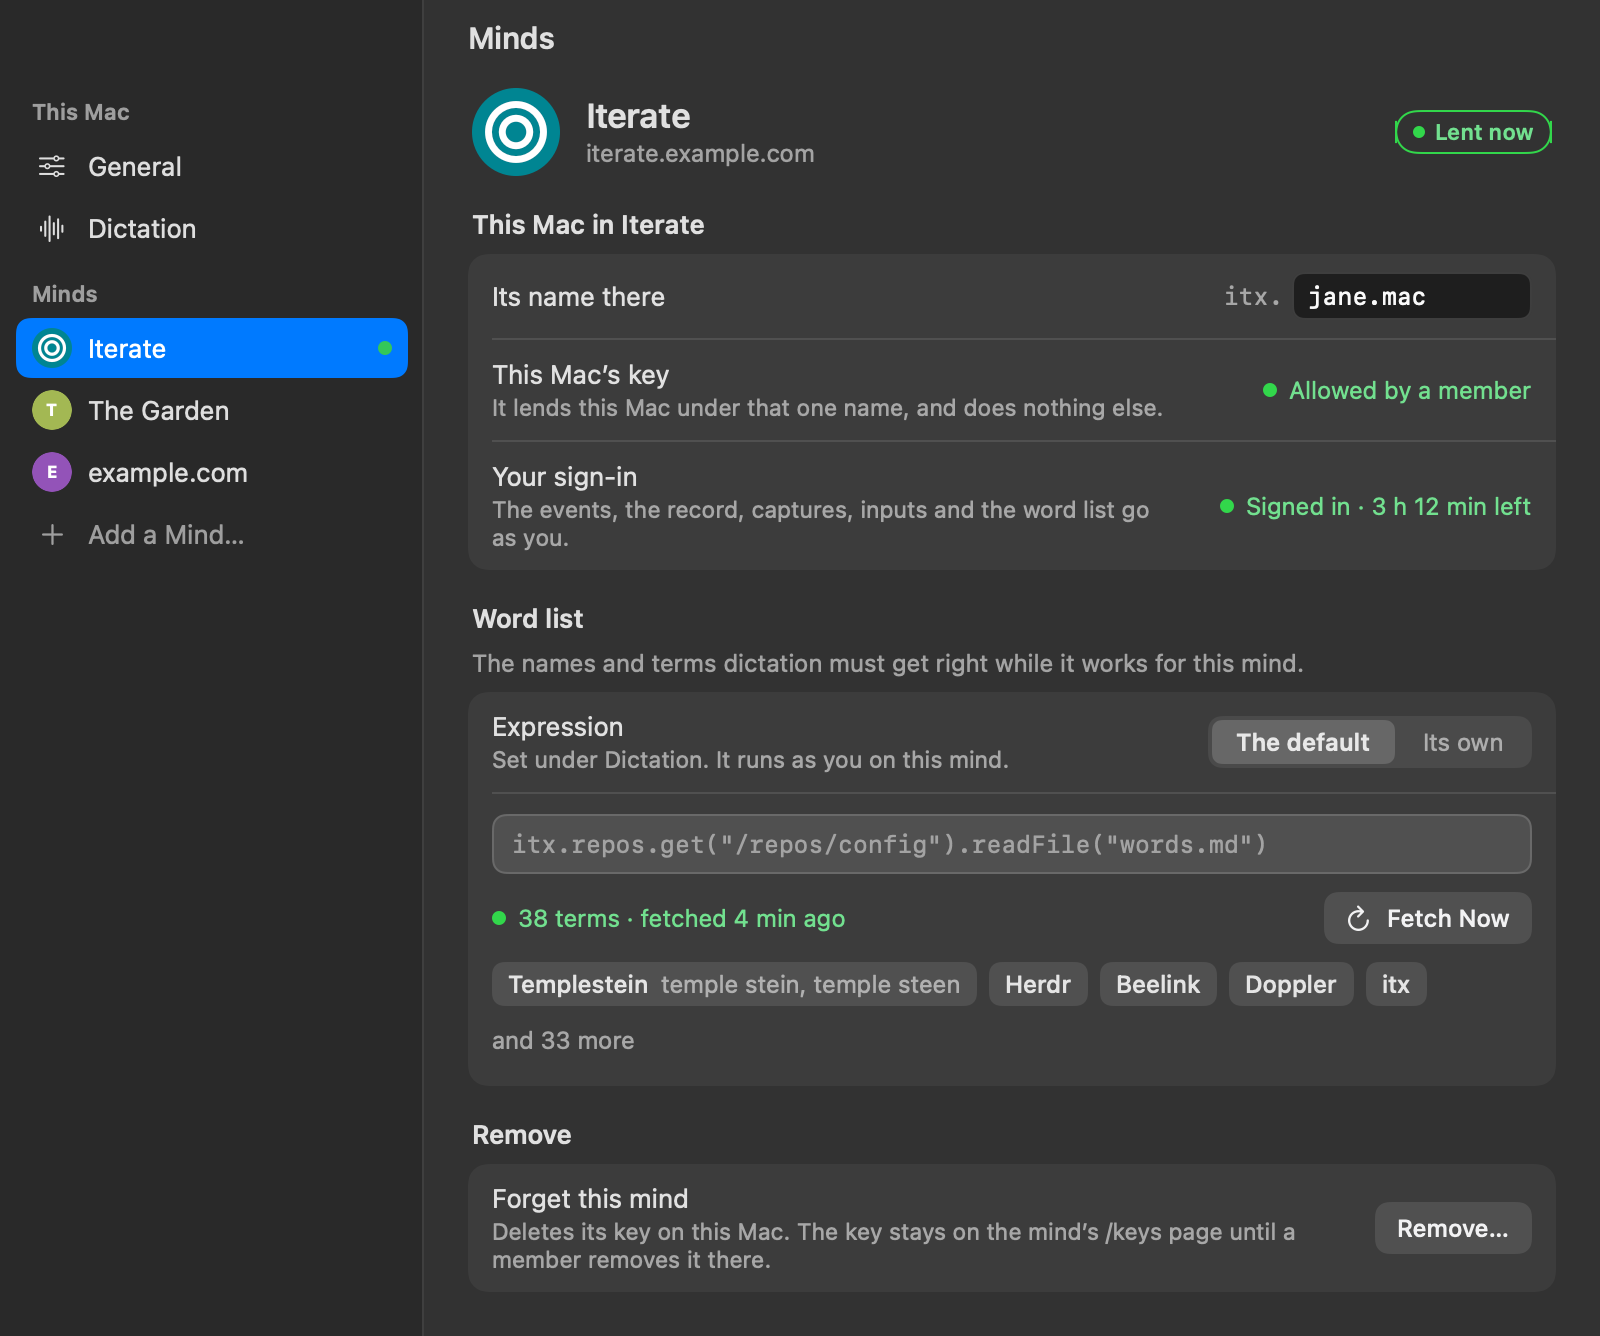 Minds
This Mac
General
Dictation
Minds
Iterate
T
The Garden
E
example.com
Add a Mind...
Iterate
iterate.example.com
Lent now
This Mac in Iterate
Its name there
itx. jane.mac
This Mac’s key
It lends this Mac under that one name, and does nothing else.
Allowed by a member
Your sign-in
The events, the record, captures, inputs and the word list go
as you.
Signed in · 3 h 12 min left
Word list
The names and terms dictation must get right while it works for this mind.
Expression
Set under Dictation. It runs as you on this mind.
The default
Its own
itx.repos.get("/repos/config").readFile("words.md")
38 terms · fetched 4 min ago
Fetch Now
Templestein temple stein, temple steen
Herdr
Beelink
Doppler
itx
and 33 more
Remove
Forget this mind
Deletes its key on this Mac. The key stays on the mind’s /keys page until a
member removes it there.
Remove...